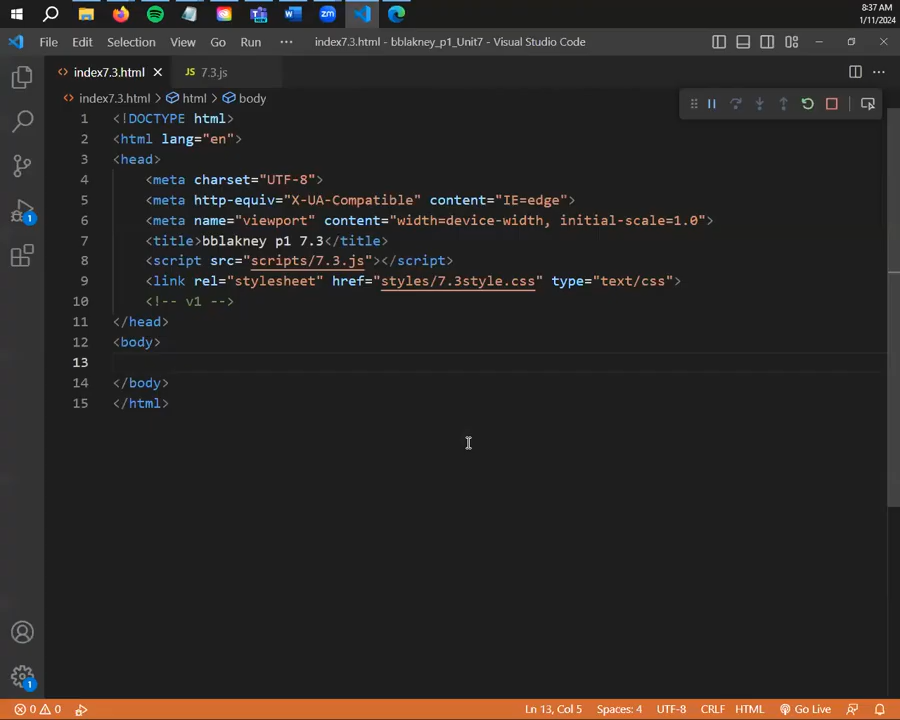 8:37 AM
1/11/2024
File Edit Selection View Go Run ··· index7.3.html - bblakney_p1_Unit7 - Visual Studio Code
<> index7.3.html × JS 7.3.js
<> index7.3.html > html > body
1 <!DOCTYPE html>
2 <html lang="en">
3 <head>
4 <meta charset="UTF-8">
5 <meta http-equiv="X-UA-Compatible" content="IE=edge">
6 <meta name="viewport" content="width=device-width, initial-scale=1.0">
7 <title>bblakney p1 7.3</title>
8 <script src="scripts/7.3.js"></script>
9 <link rel="stylesheet" href="styles/7.3style.css" type="text/css">
10 <!-- v1 -->
11 </head>
12 <body>
13
14 </body>
15 </html>
1
1
0 0 Ln 13, Col 5 Spaces: 4 UTF-8 CRLF HTML Go Live